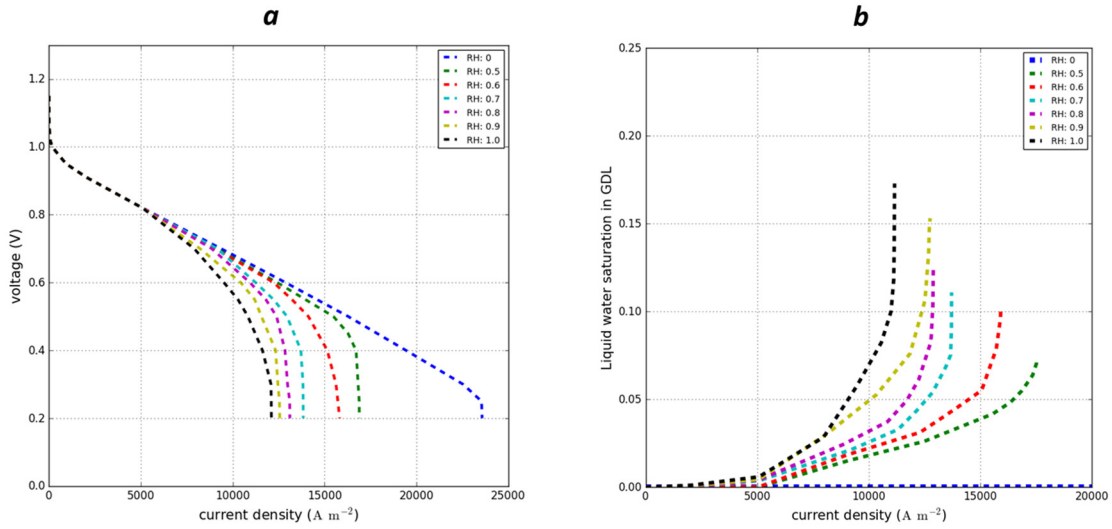 a
b
1.2
1.0
0.8
0.6
0.4
0.2
0.0
voltage (V)
0
5000
10000
15000
20000
25000
current density (A m⁻²)
RH: 0
RH: 0.5
RH: 0.6
RH: 0.7
RH: 0.8
RH: 0.9
RH: 1.0
0.25
0.20
0.15
0.10
0.05
0.00
Liquid water saturation in GDL
0
5000
10000
15000
20000
current density (A m⁻²)
RH: 0
RH: 0.5
RH: 0.6
RH: 0.7
RH: 0.8
RH: 0.9
RH: 1.0